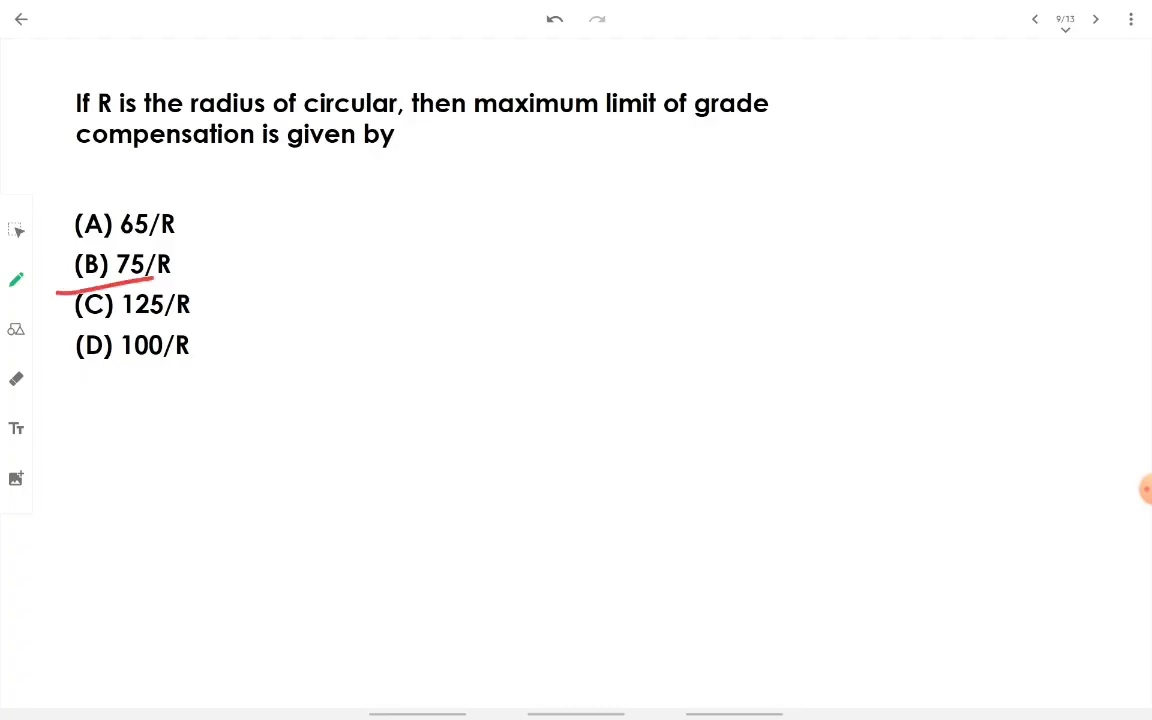 9/13
If R is the radius of circular, then maximum limit of grade
compensation is given by
(A) 65/R
(B) 75/R
(C) 125/R
(D) 100/R
Tт